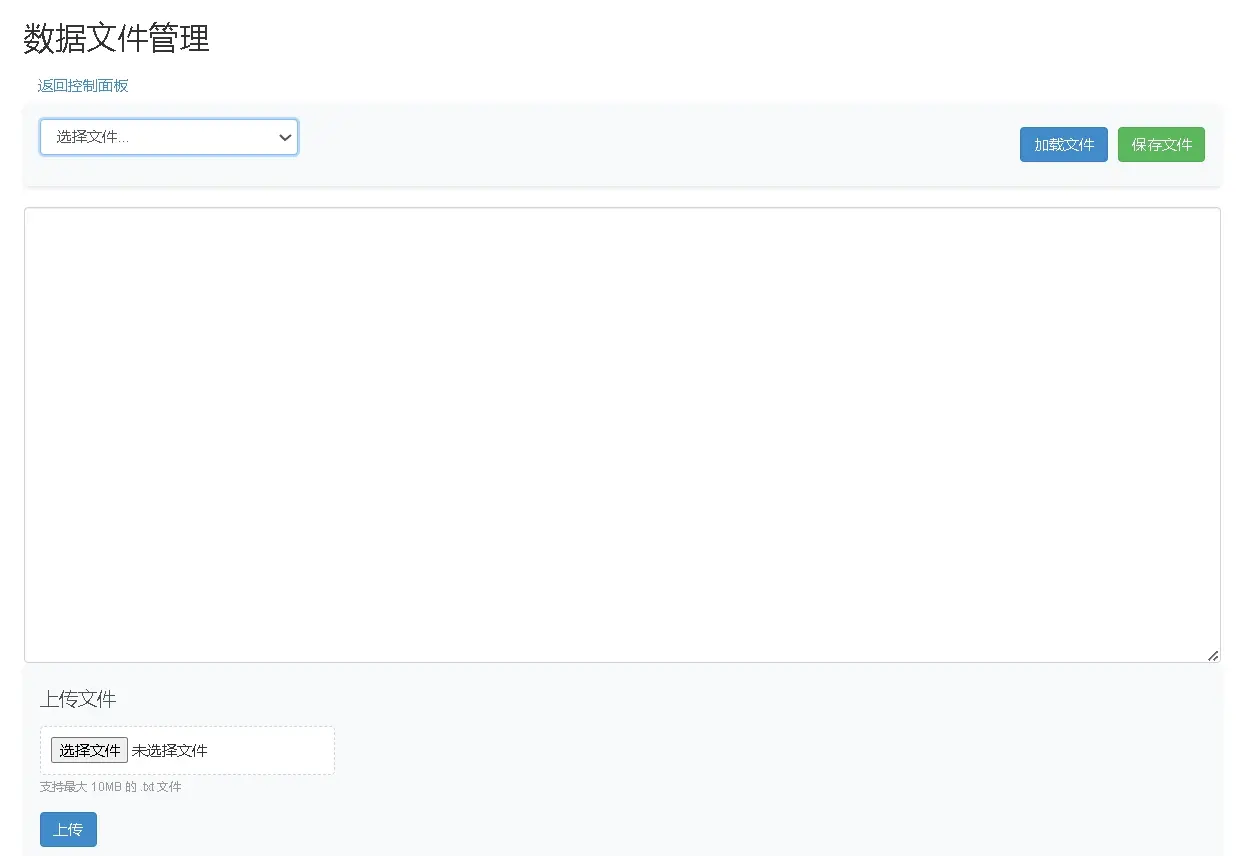 数据文件管理
返回控制面板
选择文件...
加载文件 保存文件
上传文件
选择文件 未选择文件
支持最大 10MB 的 .txt 文件
上传